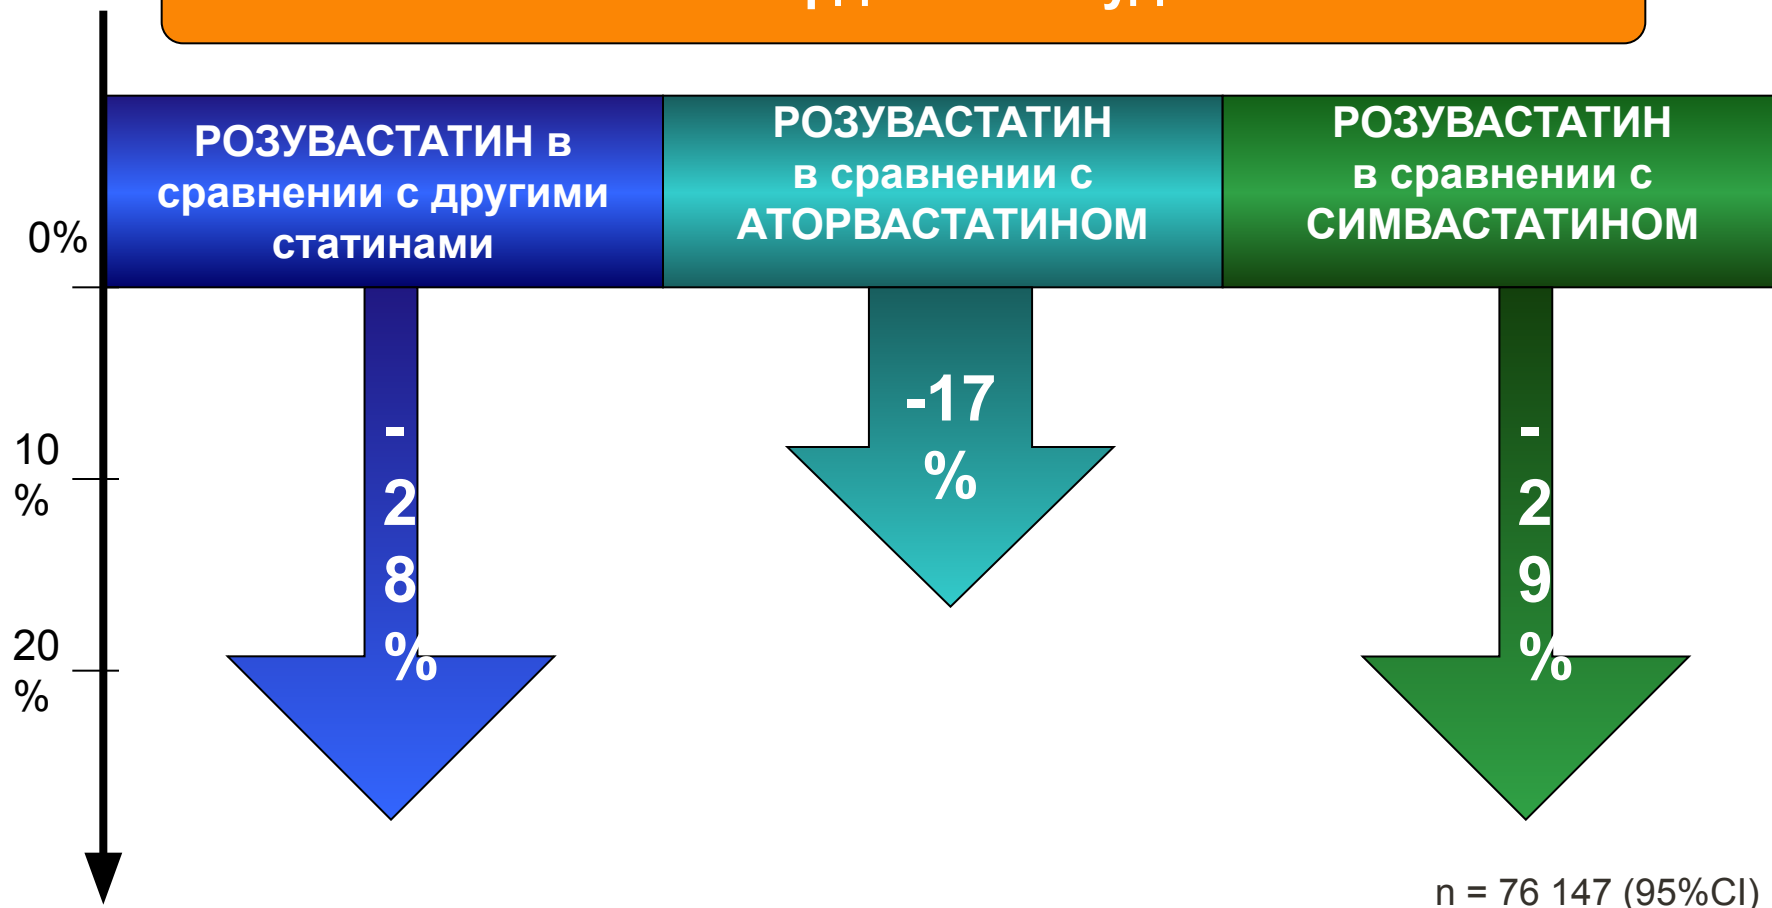 РОЗУВАСТАТИН в
сравнении с другими
статинами
РОЗУВАСТАТИН
в сравнении с
АТОРВАСТАТИНОМ
РОЗУВАСТАТИН
в сравнении с
СИМВАСТАТИНОМ
0%
10
%
20
%
-
2
8
%
-17
%
-
2
9
%
n = 76 147 (95%CI)